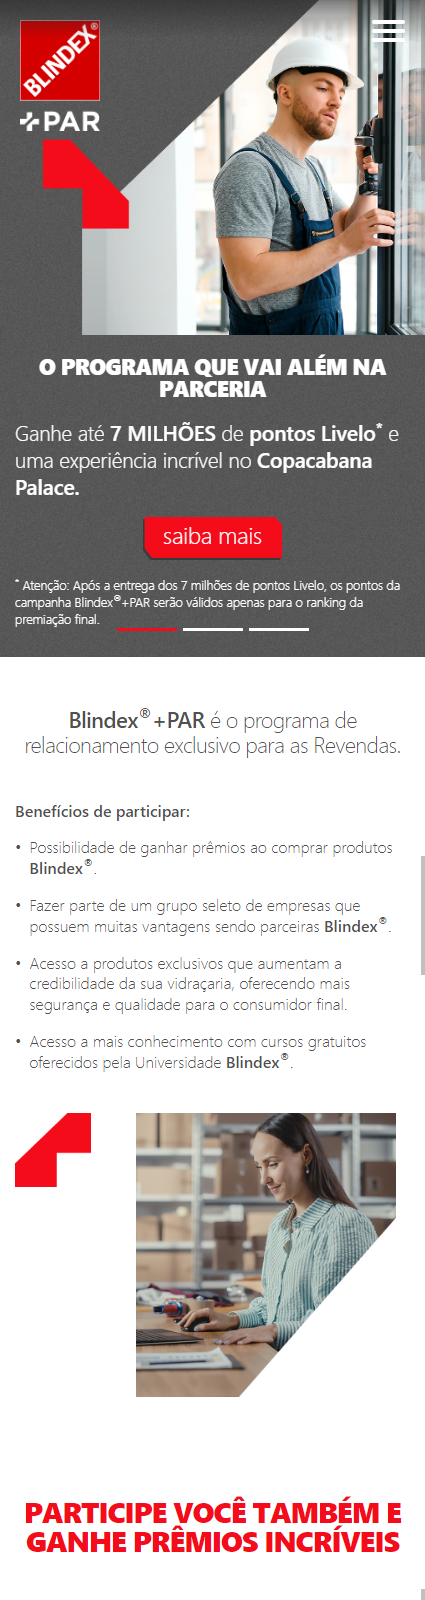 BLINDEX®
+PAR
O PROGRAMA QUE VAI ALÉM NA
PARCERIA
Ganhe até 7 MILHÕES de pontos Livelo* e
uma experiência incrível no Copacabana
Palace.
saiba mais
* Atenção: Após a entrega dos 7 milhões de pontos Livelo, os pontos da
campanha Blindex®+PAR serão válidos apenas para o ranking da
premiação final.
Blindex®+PAR é o programa de
relacionamento exclusivo para as Revendas.
Benefícios de participar:
• Possibilidade de ganhar prêmios ao comprar produtos
Blindex®.
• Fazer parte de um grupo seleto de empresas que
possuem muitas vantagens sendo parceiras Blindex®.
• Acesso a produtos exclusivos que aumentam a
credibilidade da sua vidraçaria, oferecendo mais
segurança e qualidade para o consumidor final.
• Acesso a mais conhecimento com cursos gratuitos
oferecidos pela Universidade Blindex®.
PARTICIPE VOCÊ TAMBÉM E
GANHE PRÊMIOS INCRÍVEIS